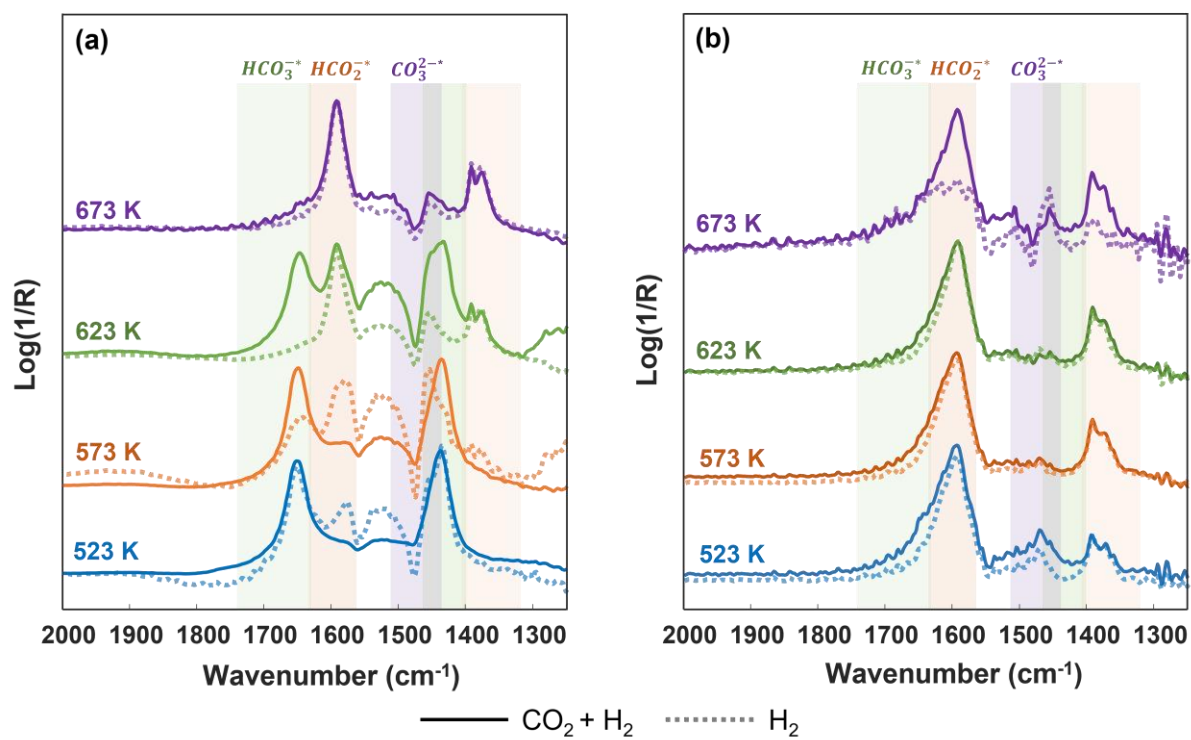 (a)
HCO₃⁻* HCO₂⁻* CO₃²⁻*
673 K
623 K
573 K
523 K
Log(1/R)
2000 1900 1800 1700 1600 1500 1400 1300
Wavenumber (cm⁻¹)
(b)
HCO₃⁻* HCO₂⁻* CO₃²⁻*
673 K
623 K
573 K
523 K
Log(1/R)
2000 1900 1800 1700 1600 1500 1400 1300
Wavenumber (cm⁻¹)
CO₂ + H₂ H₂